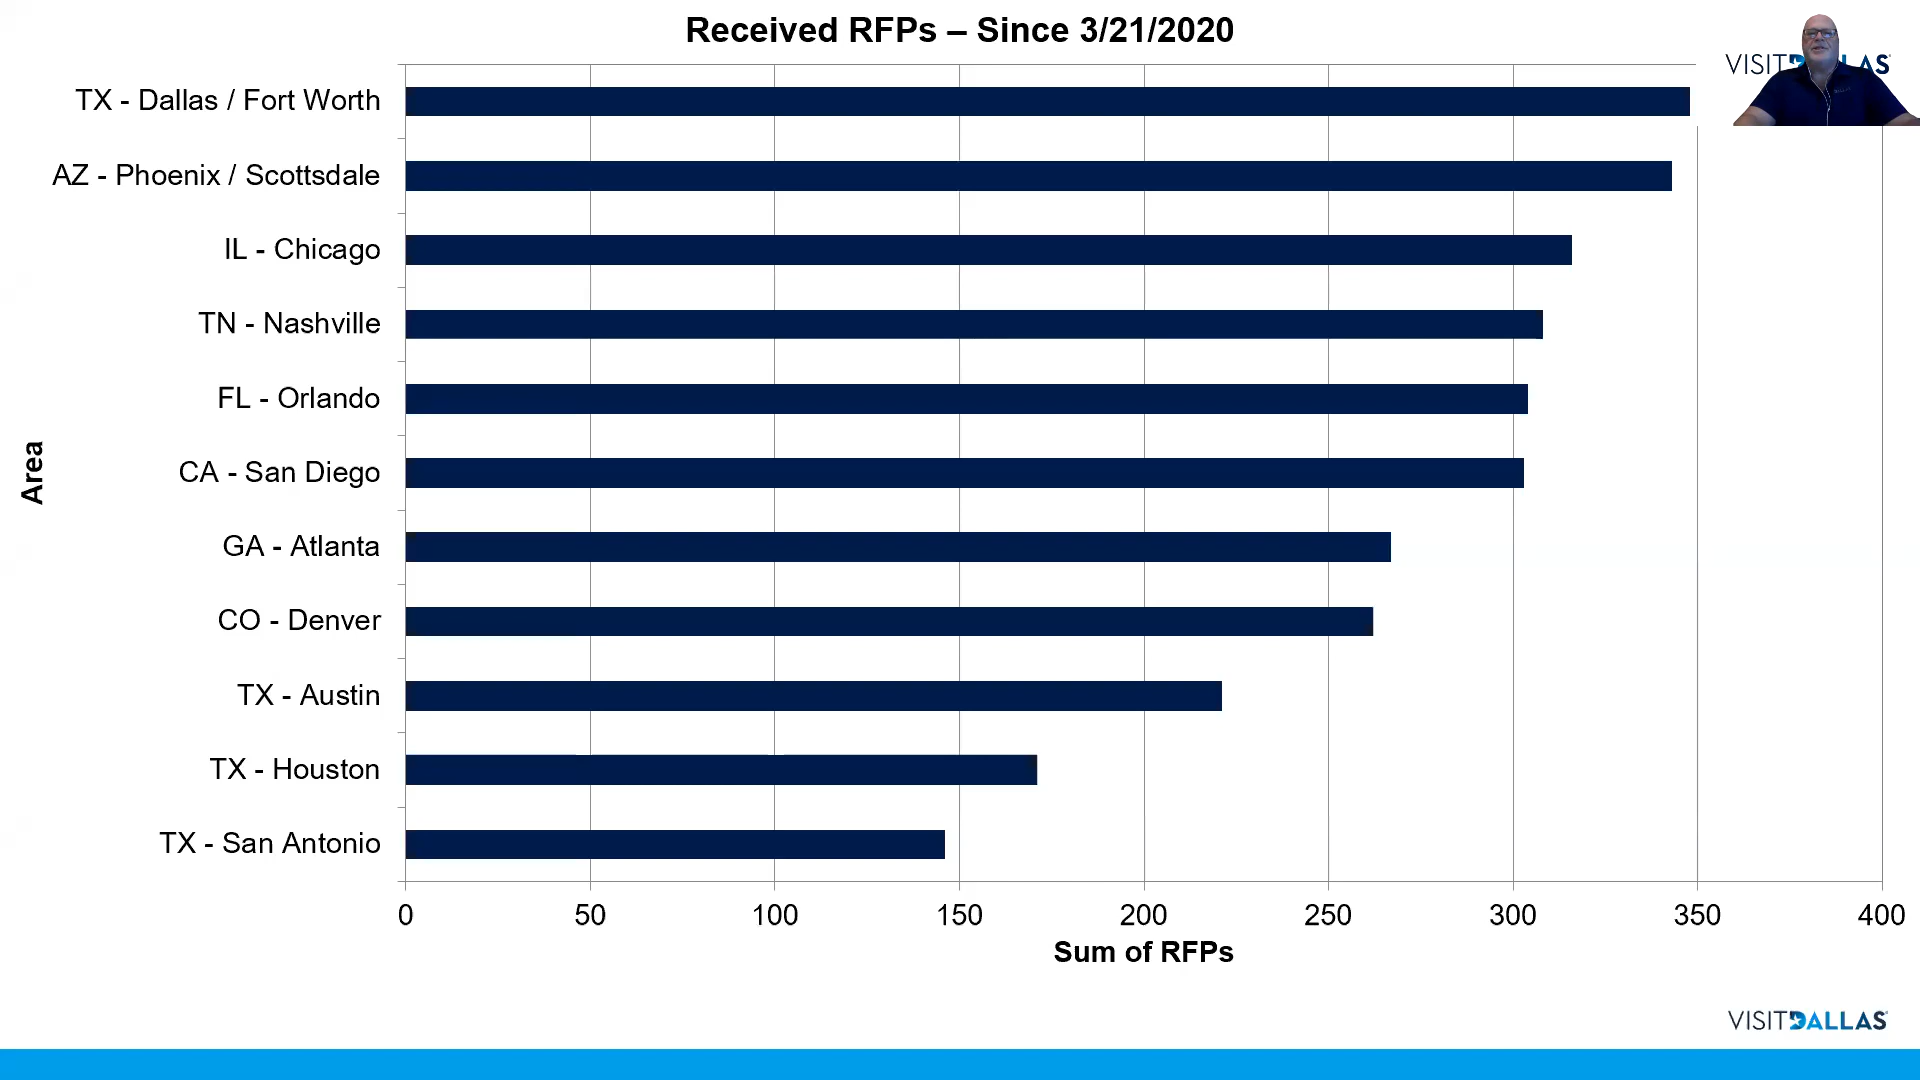 Received RFPs – Since 3/21/2020
TX - Dallas / Fort Worth
AZ - Phoenix / Scottsdale
IL - Chicago
TN - Nashville
FL - Orlando
CA - San Diego
GA - Atlanta
CO - Denver
TX - Austin
TX - Houston
TX - San Antonio
Area
0 50 100 150 200 250 300 350 400
Sum of RFPs
VISITDALLAS